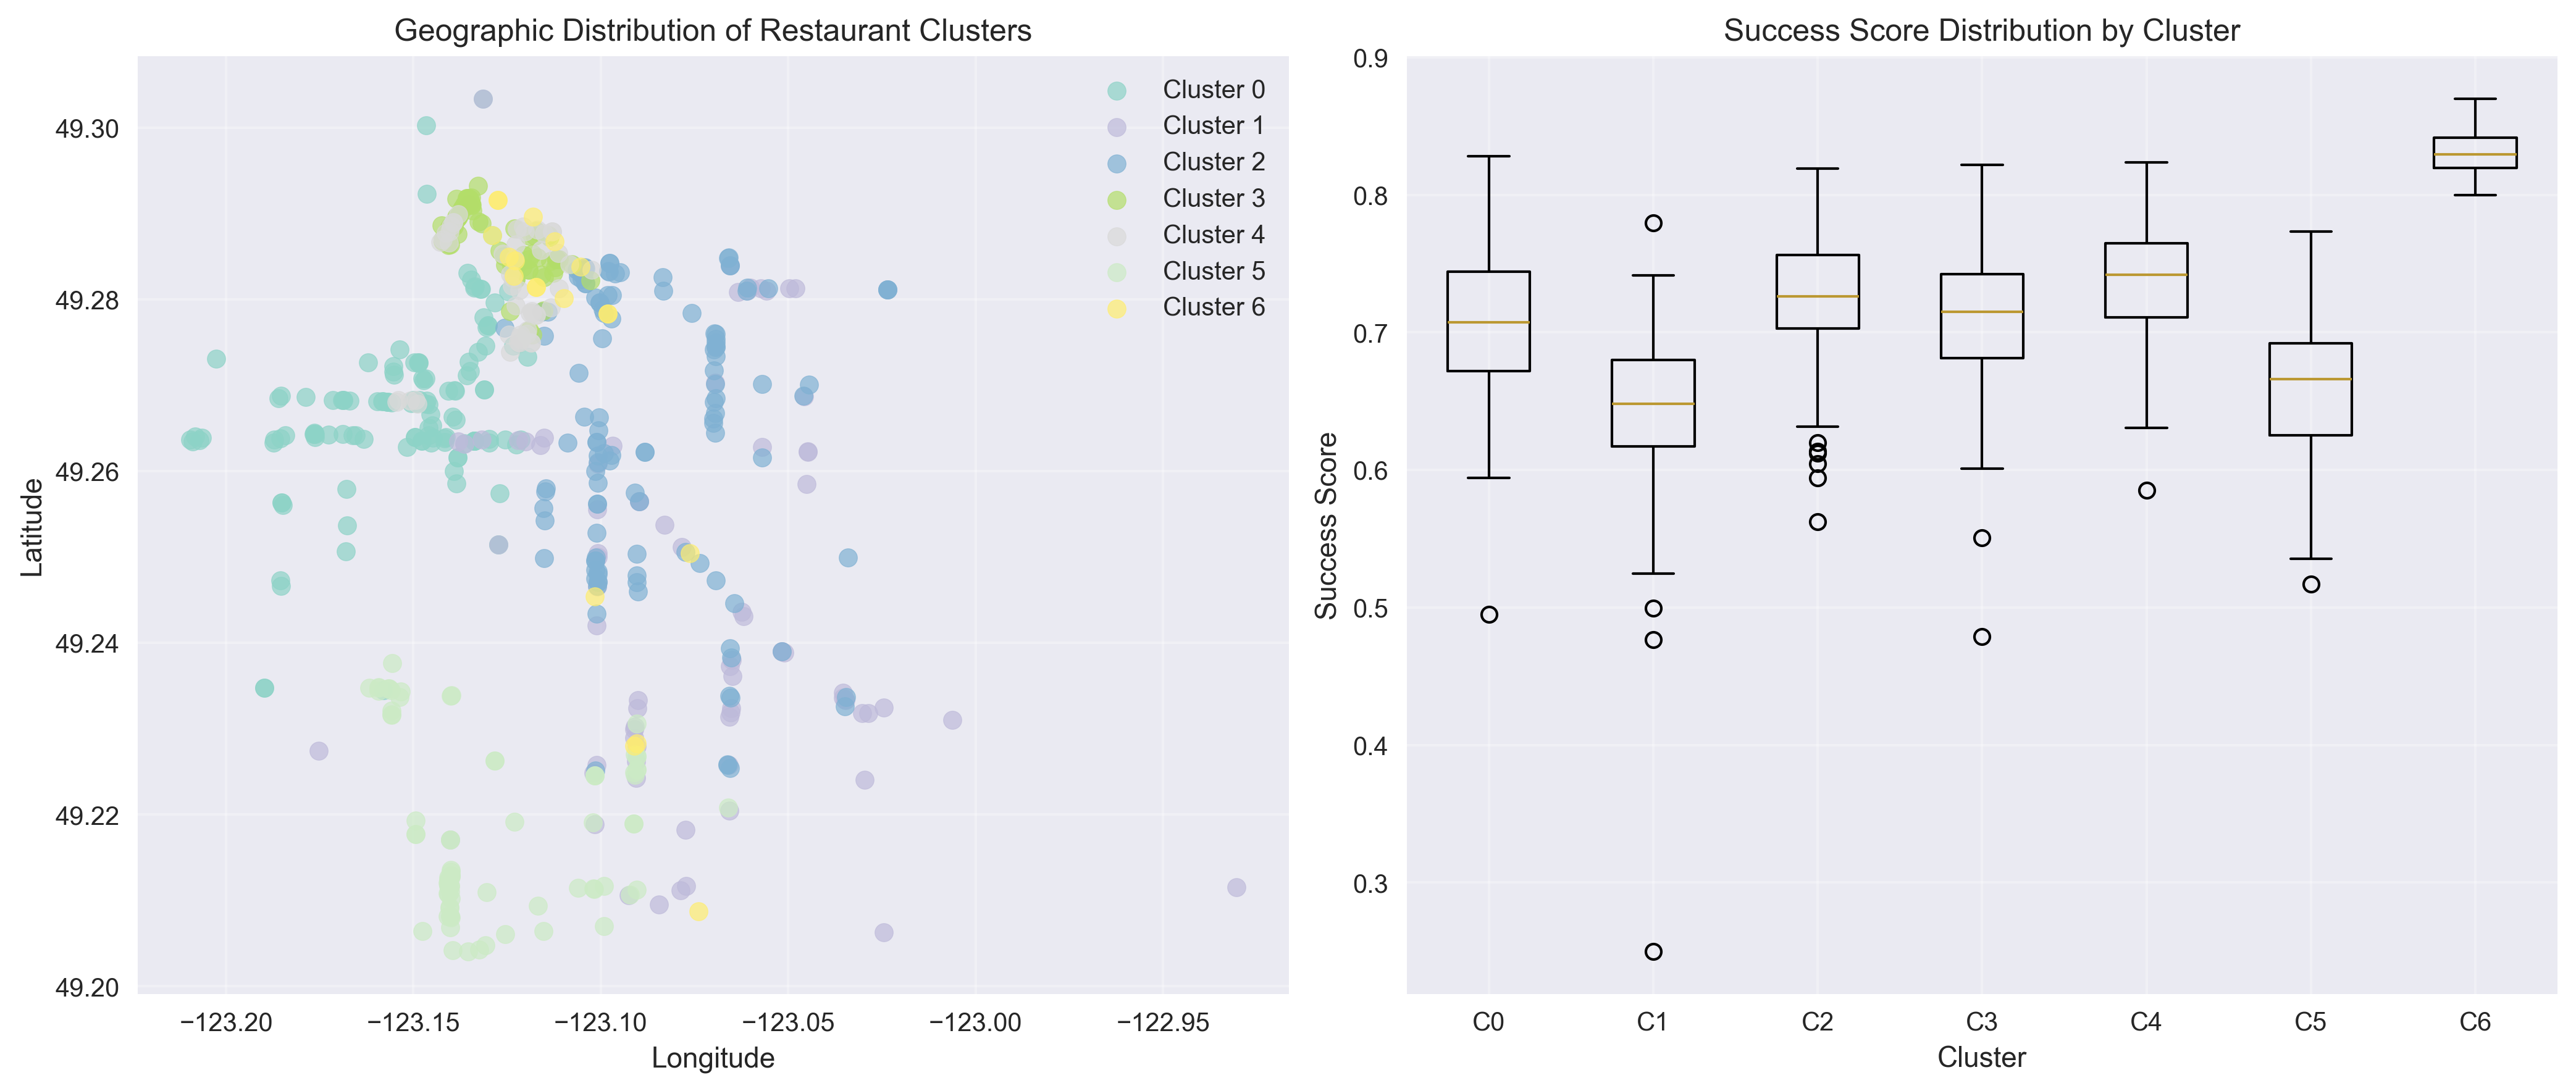 Geographic Distribution of Restaurant Clusters
Cluster 0
Cluster 1
Cluster 2
Cluster 3
Cluster 4
Cluster 5
Cluster 6
49.30
49.28
49.26
49.24
49.22
49.20
Latitude
−123.20
−123.15
−123.10
−123.05
−123.00
−122.95
Longitude
Success Score Distribution by Cluster
0.9
0.8
0.7
0.6
0.5
0.4
0.3
Success Score
C0
C1
C2
C3
C4
C5
C6
Cluster